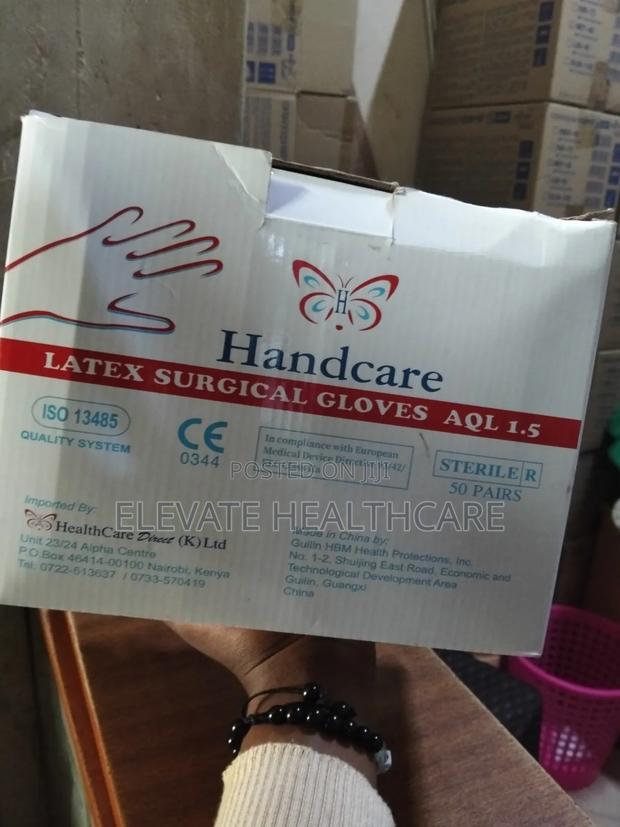 H
Handcare
LATEX SURGICAL GLOVES AQL 1.5
ISO 13485
QUALITY SYSTEM
CE
0344
In compliance with European
Medical Device Directive
STERILE R
50 PAIRS
POSTED ON JIJI
ELEVATE HEALTHCARE
Imported By:
HealthCare Direct (K) Ltd
Unit 23/24 Alpha Centre
P.O.Box 46414-00100 Nairobi, Kenya
Tel: 0722-513637 / 0733-570419
Made in China by:
Guilin HBM Health Protections, Inc.
No. 1-2, Shuijing East Road, Economic and
Technological Development Area
Guilin, Guangxi
China